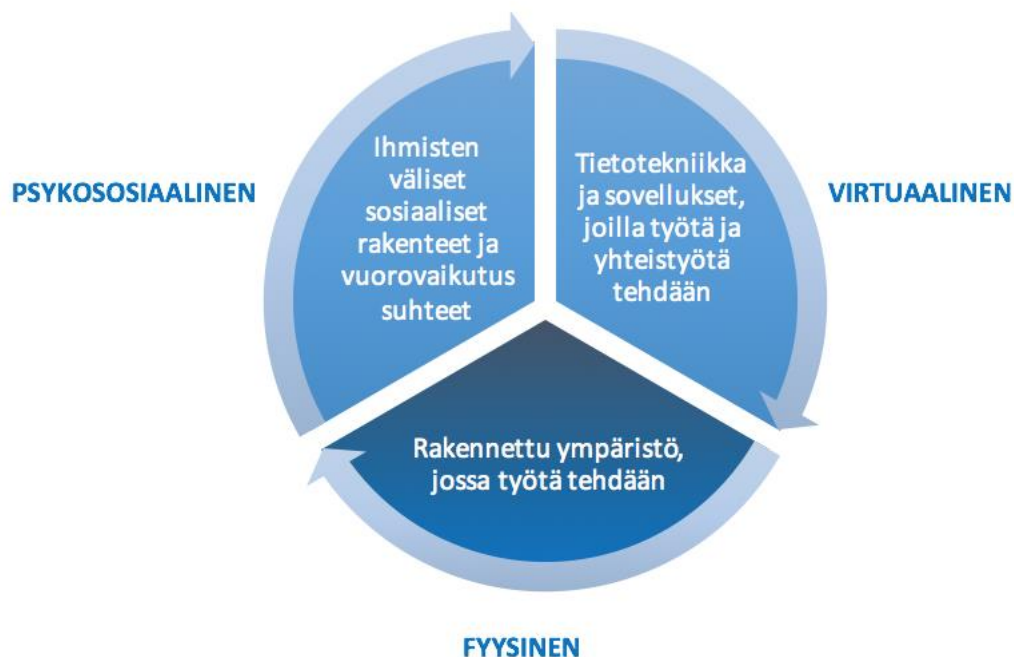 PSYKOSOSIAALINEN
Ihmisten
väliset
sosiaaliset
rakenteet ja
vuorovaikutus
suhteet
Tietotekniikka
ja sovellukset,
joilla työtä ja
yhteistyötä
tehdään
VIRTUAALINEN
Rakennettu ympäristö,
jossa työtä tehdään
FYYSINEN